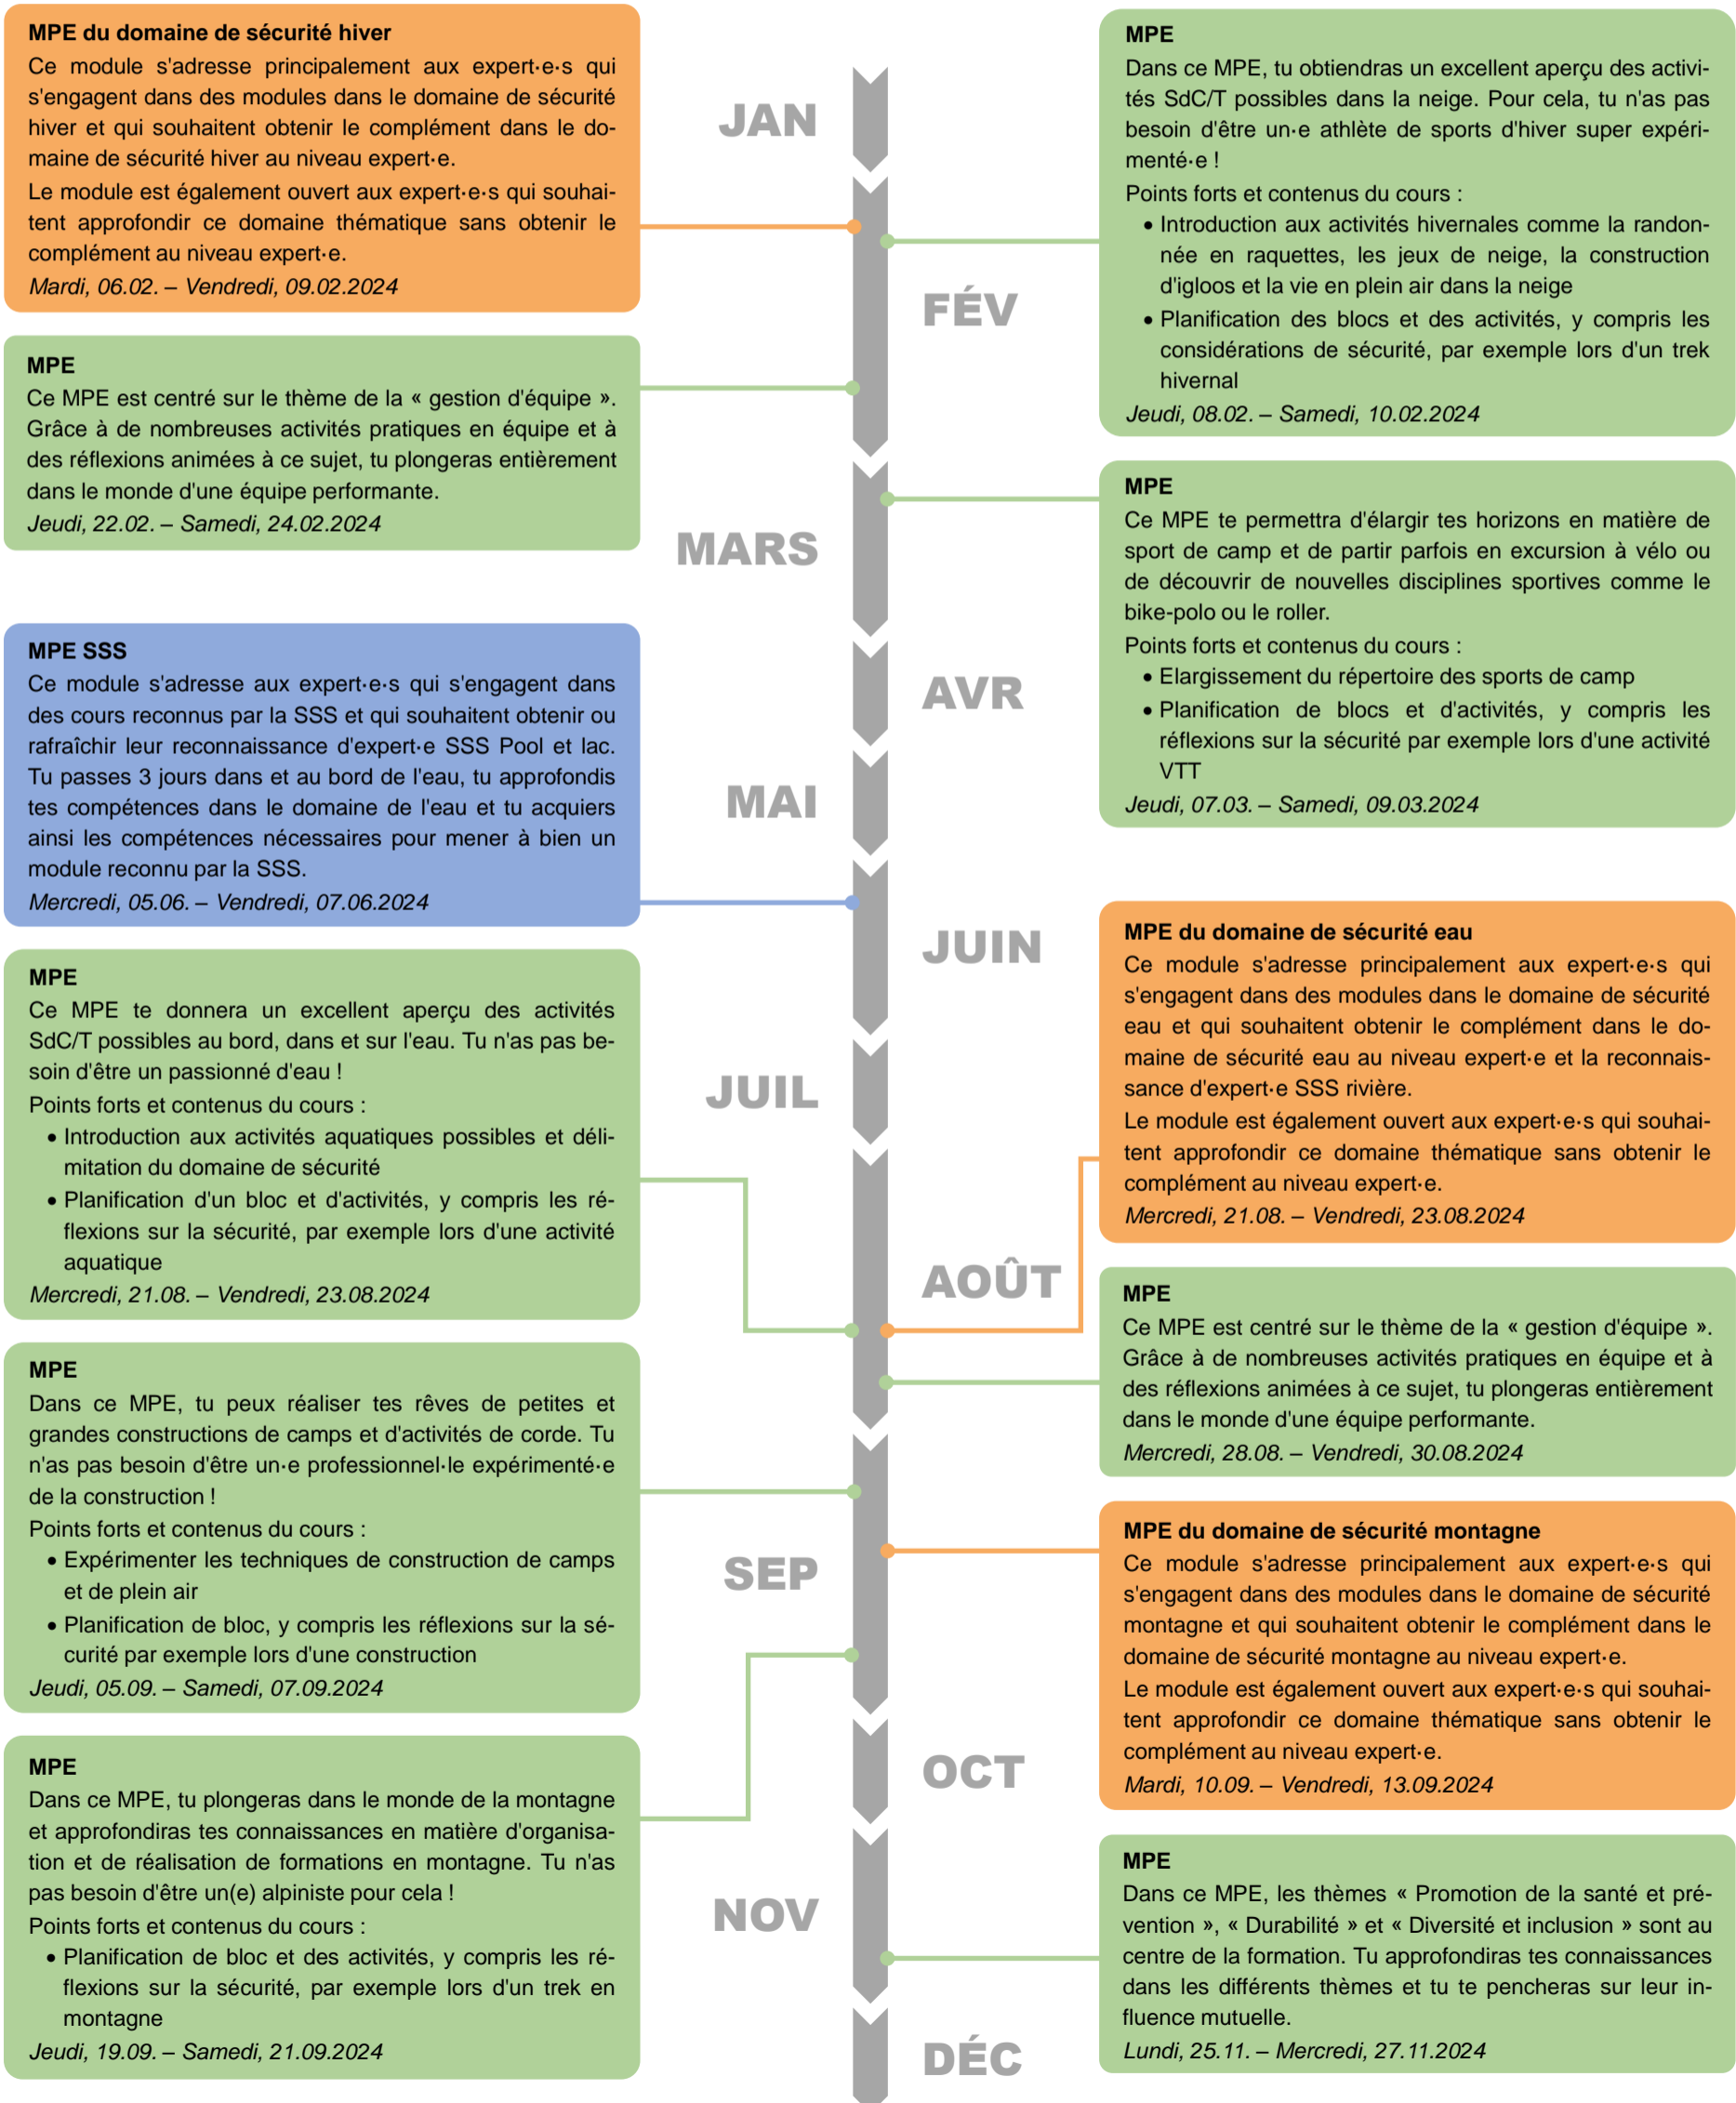 MPE du domaine de sécurité hiver
Ce module s'adresse principalement aux expert·e·s qui
s'engagent dans des modules dans le domaine de sécurité
hiver et qui souhaitent obtenir le complément dans le do-
maine de sécurité hiver au niveau expert·e.
Le module est également ouvert aux expert·e·s qui souhai-
tent approfondir ce domaine thématique sans obtenir le
complément au niveau expert·e.
Mardi, 06.02. – Vendredi, 09.02.2024
JAN
MPE
Dans ce MPE, tu obtiendras un excellent aperçu des activi-
tés SdC/T possibles dans la neige. Pour cela, tu n'as pas
besoin d'être un·e athlète de sports d'hiver super expéri-
menté·e !
Points forts et contenus du cours :
• Introduction aux activités hivernales comme la randon-
née en raquettes, les jeux de neige, la construction
d'igloos et la vie en plein air dans la neige
• Planification des blocs et des activités, y compris les
considérations de sécurité, par exemple lors d'un trek
hivernal
Jeudi, 08.02. – Samedi, 10.02.2024
FÉV
MPE
Ce MPE est centré sur le thème de la « gestion d'équipe ».
Grâce à de nombreuses activités pratiques en équipe et à
des réflexions animées à ce sujet, tu plongeras entièrement
dans le monde d'une équipe performante.
Jeudi, 22.02. – Samedi, 24.02.2024
MARS
MPE
Ce MPE te permettra d'élargir tes horizons en matière de
sport de camp et de partir parfois en excursion à vélo ou
de découvrir de nouvelles disciplines sportives comme le
bike-polo ou le roller.
Points forts et contenus du cours :
• Elargissement du répertoire des sports de camp
• Planification de blocs et d'activités, y compris les
réflexions sur la sécurité par exemple lors d'une activité
VTT
Jeudi, 07.03. – Samedi, 09.03.2024
AVR
MPE SSS
Ce module s'adresse aux expert·e·s qui s'engagent dans
des cours reconnus par la SSS et qui souhaitent obtenir ou
rafraîchir leur reconnaissance d'expert·e SSS Pool et lac.
Tu passes 3 jours dans et au bord de l'eau, tu approfondis
tes compétences dans le domaine de l'eau et tu acquiers
ainsi les compétences nécessaires pour mener à bien un
module reconnu par la SSS.
Mercredi, 05.06. – Vendredi, 07.06.2024
MAI
JUIN
MPE du domaine de sécurité eau
Ce module s'adresse principalement aux expert·e·s qui
s'engagent dans des modules dans le domaine de sécurité
eau et qui souhaitent obtenir le complément dans le do-
maine de sécurité eau au niveau expert·e et la reconnais-
sance d'expert·e SSS rivière.
Le module est également ouvert aux expert·e·s qui souhai-
tent approfondir ce domaine thématique sans obtenir le
complément au niveau expert·e.
Mercredi, 21.08. – Vendredi, 23.08.2024
MPE
Ce MPE te donnera un excellent aperçu des activités
SdC/T possibles au bord, dans et sur l'eau. Tu n'as pas be-
soin d'être un passionné d'eau !
Points forts et contenus du cours :
• Introduction aux activités aquatiques possibles et déli-
mitation du domaine de sécurité
• Planification d'un bloc et d'activités, y compris les ré-
flexions sur la sécurité, par exemple lors d'une activité
aquatique
Mercredi, 21.08. – Vendredi, 23.08.2024
JUIL
AOÛT
MPE
Ce MPE est centré sur le thème de la « gestion d'équipe ».
Grâce à de nombreuses activités pratiques en équipe et à
des réflexions animées à ce sujet, tu plongeras entièrement
dans le monde d'une équipe performante.
Mercredi, 28.08. – Vendredi, 30.08.2024
MPE
Dans ce MPE, tu peux réaliser tes rêves de petites et
grandes constructions de camps et d'activités de corde. Tu
n'as pas besoin d'être un·e professionnel·le expérimenté·e
de la construction !
Points forts et contenus du cours :
• Expérimenter les techniques de construction de camps
et de plein air
• Planification de bloc, y compris les réflexions sur la sé-
curité par exemple lors d'une construction
Jeudi, 05.09. – Samedi, 07.09.2024
SEP
MPE du domaine de sécurité montagne
Ce module s'adresse principalement aux expert·e·s qui
s'engagent dans des modules dans le domaine de sécurité
montagne et qui souhaitent obtenir le complément dans le
domaine de sécurité montagne au niveau expert·e.
Le module est également ouvert aux expert·e·s qui souhai-
tent approfondir ce domaine thématique sans obtenir le
complément au niveau expert·e.
Mardi, 10.09. – Vendredi, 13.09.2024
OCT
MPE
Dans ce MPE, tu plongeras dans le monde de la montagne
et approfondiras tes connaissances en matière d'organisa-
tion et de réalisation de formations en montagne. Tu n'as
pas besoin d'être un(e) alpiniste pour cela !
Points forts et contenus du cours :
• Planification de bloc et des activités, y compris les ré-
flexions sur la sécurité, par exemple lors d'un trek en
montagne
Jeudi, 19.09. – Samedi, 21.09.2024
NOV
MPE
Dans ce MPE, les thèmes « Promotion de la santé et pré-
vention », « Durabilité » et « Diversité et inclusion » sont au
centre de la formation. Tu approfondiras tes connaissances
dans les différents thèmes et tu te pencheras sur leur in-
fluence mutuelle.
Lundi, 25.11. – Mercredi, 27.11.2024
DÉC